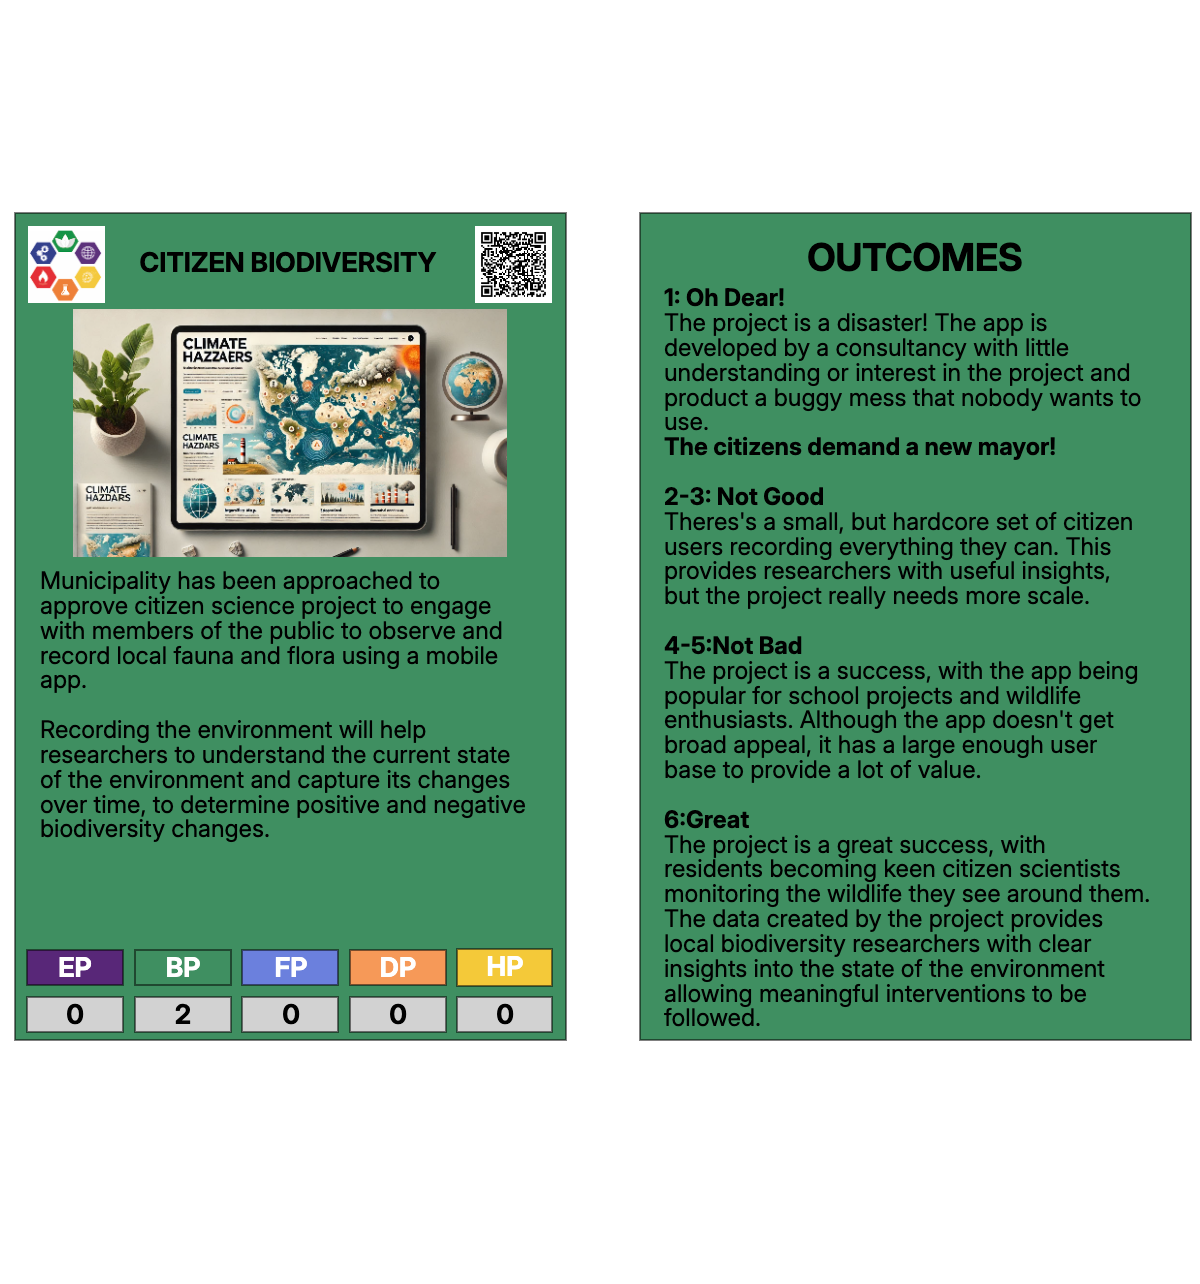 CITIZEN BIODIVERSITY
CLIMATE
HAZZAERS
CLIMATE
HAZDARS
CLIMATE
HAZDARS
Municipality has been approached to
approve citizen science project to engage
with members of the public to observe and
record local fauna and flora using a mobile
app.
Recording the environment will help
researchers to understand the current state
of the environment and capture its changes
over time, to determine positive and negative
biodiversity changes.
EP BP FP DP HP
0 2 0 0 0
OUTCOMES
1: Oh Dear!
The project is a disaster! The app is
developed by a consultancy with little
understanding or interest in the project and
product a buggy mess that nobody wants to
use.
The citizens demand a new mayor!
2-3: Not Good
Theres's a small, but hardcore set of citizen
users recording everything they can. This
provides researchers with useful insights,
but the project really needs more scale.
4-5:Not Bad
The project is a success, with the app being
popular for school projects and wildlife
enthusiasts. Although the app doesn't get
broad appeal, it has a large enough user
base to provide a lot of value.
6:Great
The project is a great success, with
residents becoming keen citizen scientists
monitoring the wildlife they see around them.
The data created by the project provides
local biodiversity researchers with clear
insights into the state of the environment
allowing meaningful interventions to be
followed.